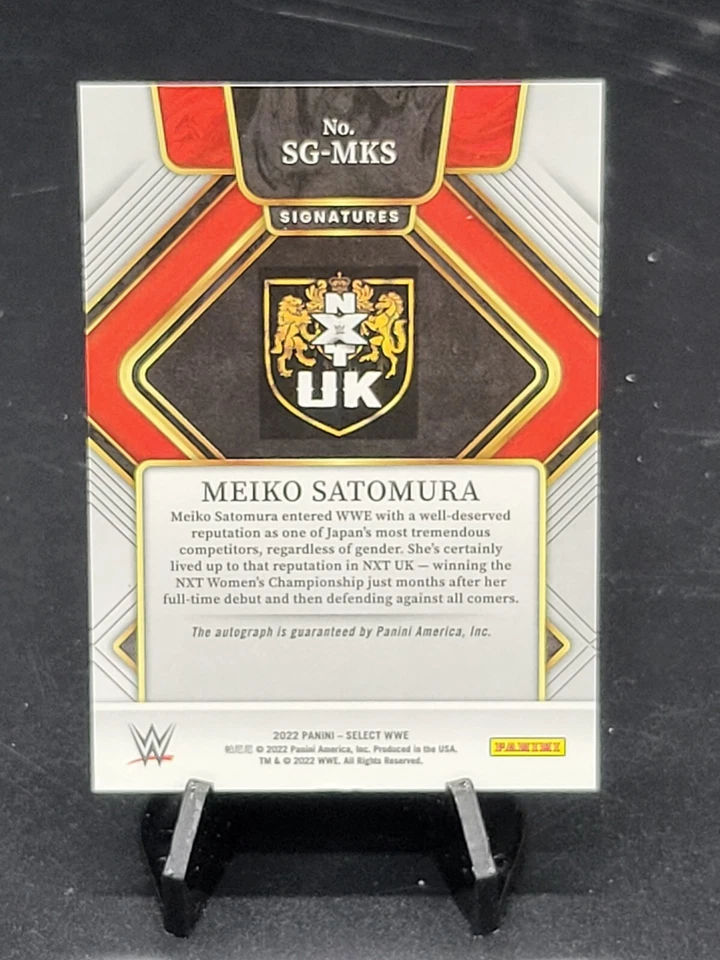 No.
SG-MKS
SIGNATURES
NXT
UK
MEIKO SATOMURA
Meiko Satomura entered WWE with a well-deserved
reputation as one of Japan's most tremendous
competitors, regardless of gender. She's certainly
lived up to that reputation in NXT UK — winning the
NXT Women's Championship just months after her
full-time debut and then defending against all comers.
The autograph is guaranteed by Panini America, Inc.
W
2022 PANINI – SELECT WWE
帕尼尼 © 2022 Panini America, Inc. Produced in the USA.
TM & © 2022 WWE. All Rights Reserved.
PANINI